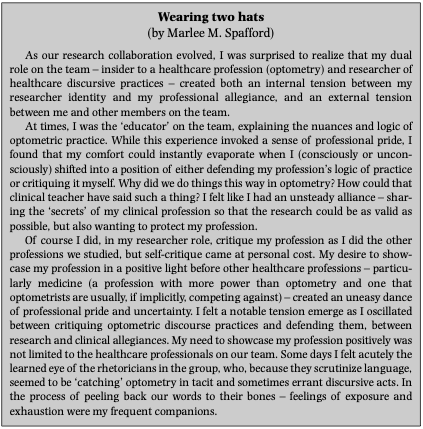 Wearing two hats
(by Marlee M. Spafford)
As our research collaboration evolved, I was surprised to realize that my dual
role on the team – insider to a healthcare profession (optometry) and researcher of
healthcare discursive practices – created both an internal tension between my
researcher identity and my professional allegiance, and an external tension
between me and other members on the team.
At times, I was the ‘educator’ on the team, explaining the nuances and logic of
optometric practice. While this experience invoked a sense of professional pride, I
found that my comfort could instantly evaporate when I (consciously or uncon-
sciously) shifted into a position of either defending my profession’s logic of practice
or critiquing it myself. Why did we do things this way in optometry? How could that
clinical teacher have said such a thing? I felt like I had an unsteady alliance – shar-
ing the ‘secrets’ of my clinical profession so that the research could be as valid as
possible, but also wanting to protect my profession.
Of course I did, in my researcher role, critique my profession as I did the other
professions we studied, but self-critique came at personal cost. My desire to show-
case my profession in a positive light before other healthcare professions – particu-
larly medicine (a profession with more power than optometry and one that
optometrists are usually, if implicitly, competing against) – created an uneasy dance
of professional pride and uncertainty. I felt a notable tension emerge as I oscillated
between critiquing optometric discourse practices and defending them, between
research and clinical allegiances. My need to showcase my profession positively was
not limited to the healthcare professionals on our team. Some days I felt acutely the
learned eye of the rhetoricians in the group, who, because they scrutinize language,
seemed to be ‘catching’ optometry in tacit and sometimes errant discursive acts. In
the process of peeling back our words to their bones – feelings of exposure and
exhaustion were my frequent companions.